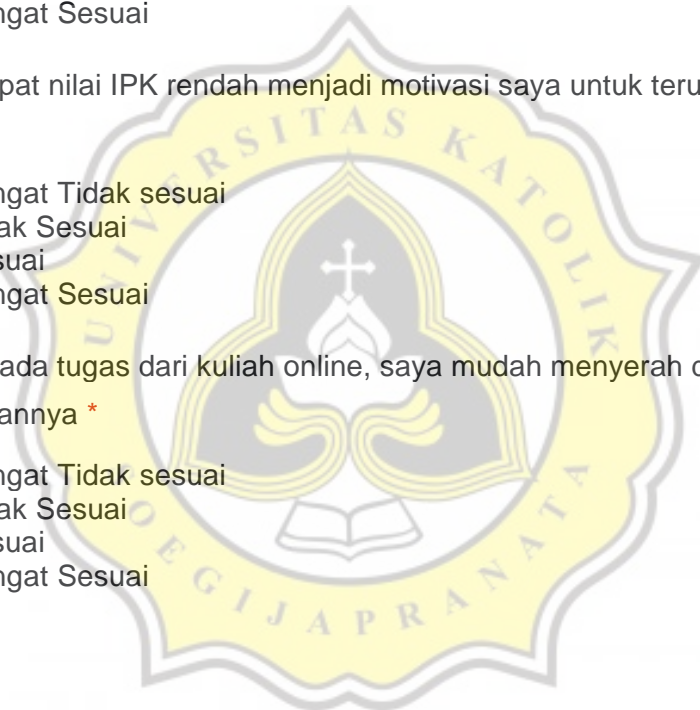 ngat Sesuai
pat nilai IPK rendah menjadi motivasi saya untuk teru
ngat Tidak sesuai
ak Sesuai
suai
ngat Sesuai
ada tugas dari kuliah online, saya mudah menyerah
annya *
ngat Tidak sesuai
ak Sesuai
suai
ngat Sesuai
UNIVERSITAS KATOLIK
SOEGIJAPRANATA